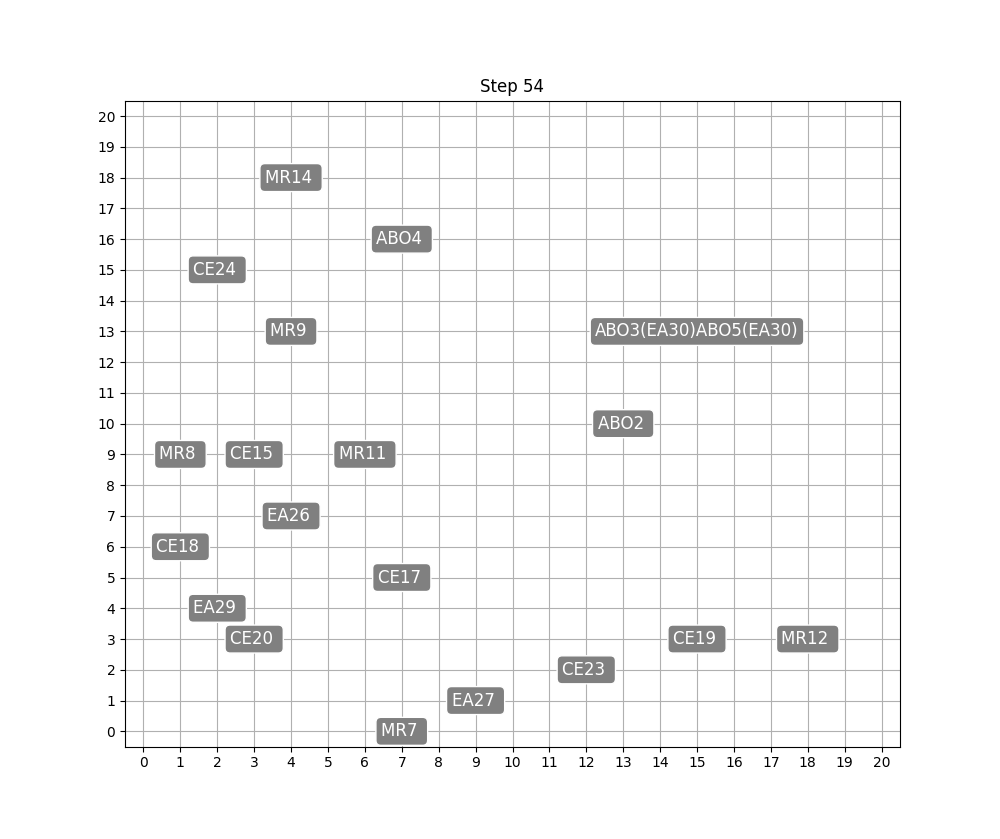 Step 54
20
19
18 MR14
17
16 ABO4
15 CE24
14
13 MR9 ABO3(EA30)ABO5(EA30)
12
11
10 ABO2
9 MR8 CE15 MR11
8
7 EA26
6 CE18
5 CE17
4 EA29
3 CE20 CE19 MR12
2 CE23
1 EA27
0 MR7
0 1 2 3 4 5 6 7 8 9 10 11 12 13 14 15 16 17 18 19 20